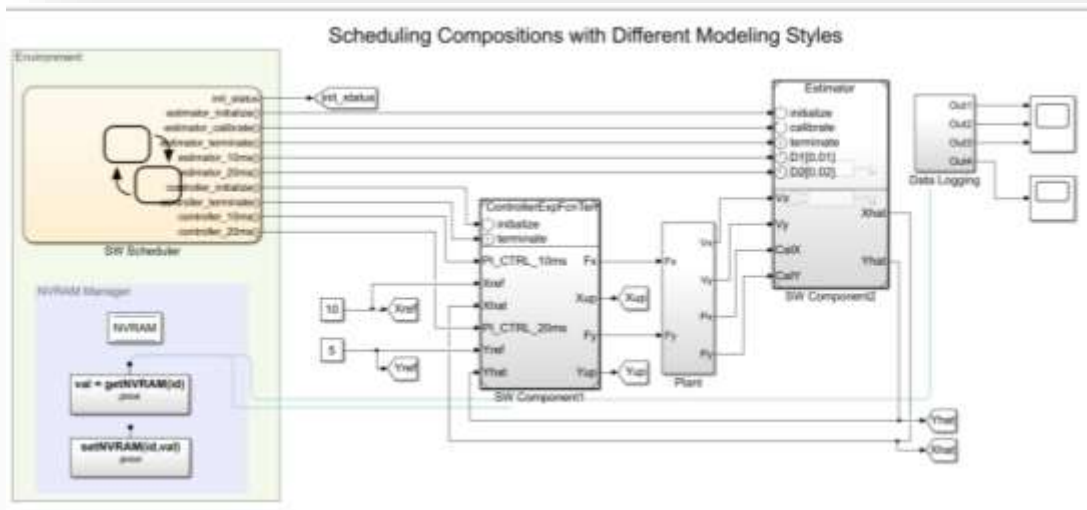 Scheduling Compositions with Different Modeling Styles
Environment
init_status
estimator_initialize()
estimator_calibrate()
estimator_terminate()
estimator_10ms()
estimator_20ms()
controller_initialize()
controller_terminate()
controller_10ms()
controller_20ms()
SW Scheduler
init_status
NVRAM Manager
NVRAM
val = getNVRAM(id)
setNVRAM(id,val)
10
5
Xref
Yref
initialize
terminate
PI_CTRL_10ms
Xref
Xhat
PI_CTRL_20ms
Yref
Yhat
Fx
Xup
Fy
Yup
SW Component1
Xup
Yup
Fx
Fy
Vx
Vy
Px
Py
Plant
Estimator
initialize
calibrate
terminate
D1[0.01]
D2[0.02]
Vx
Vy
CalX
CalY
Xhat
Yhat
SW Component2
Out1
Out2
Out3
Out4
Data Logging
Yhat
Xhat